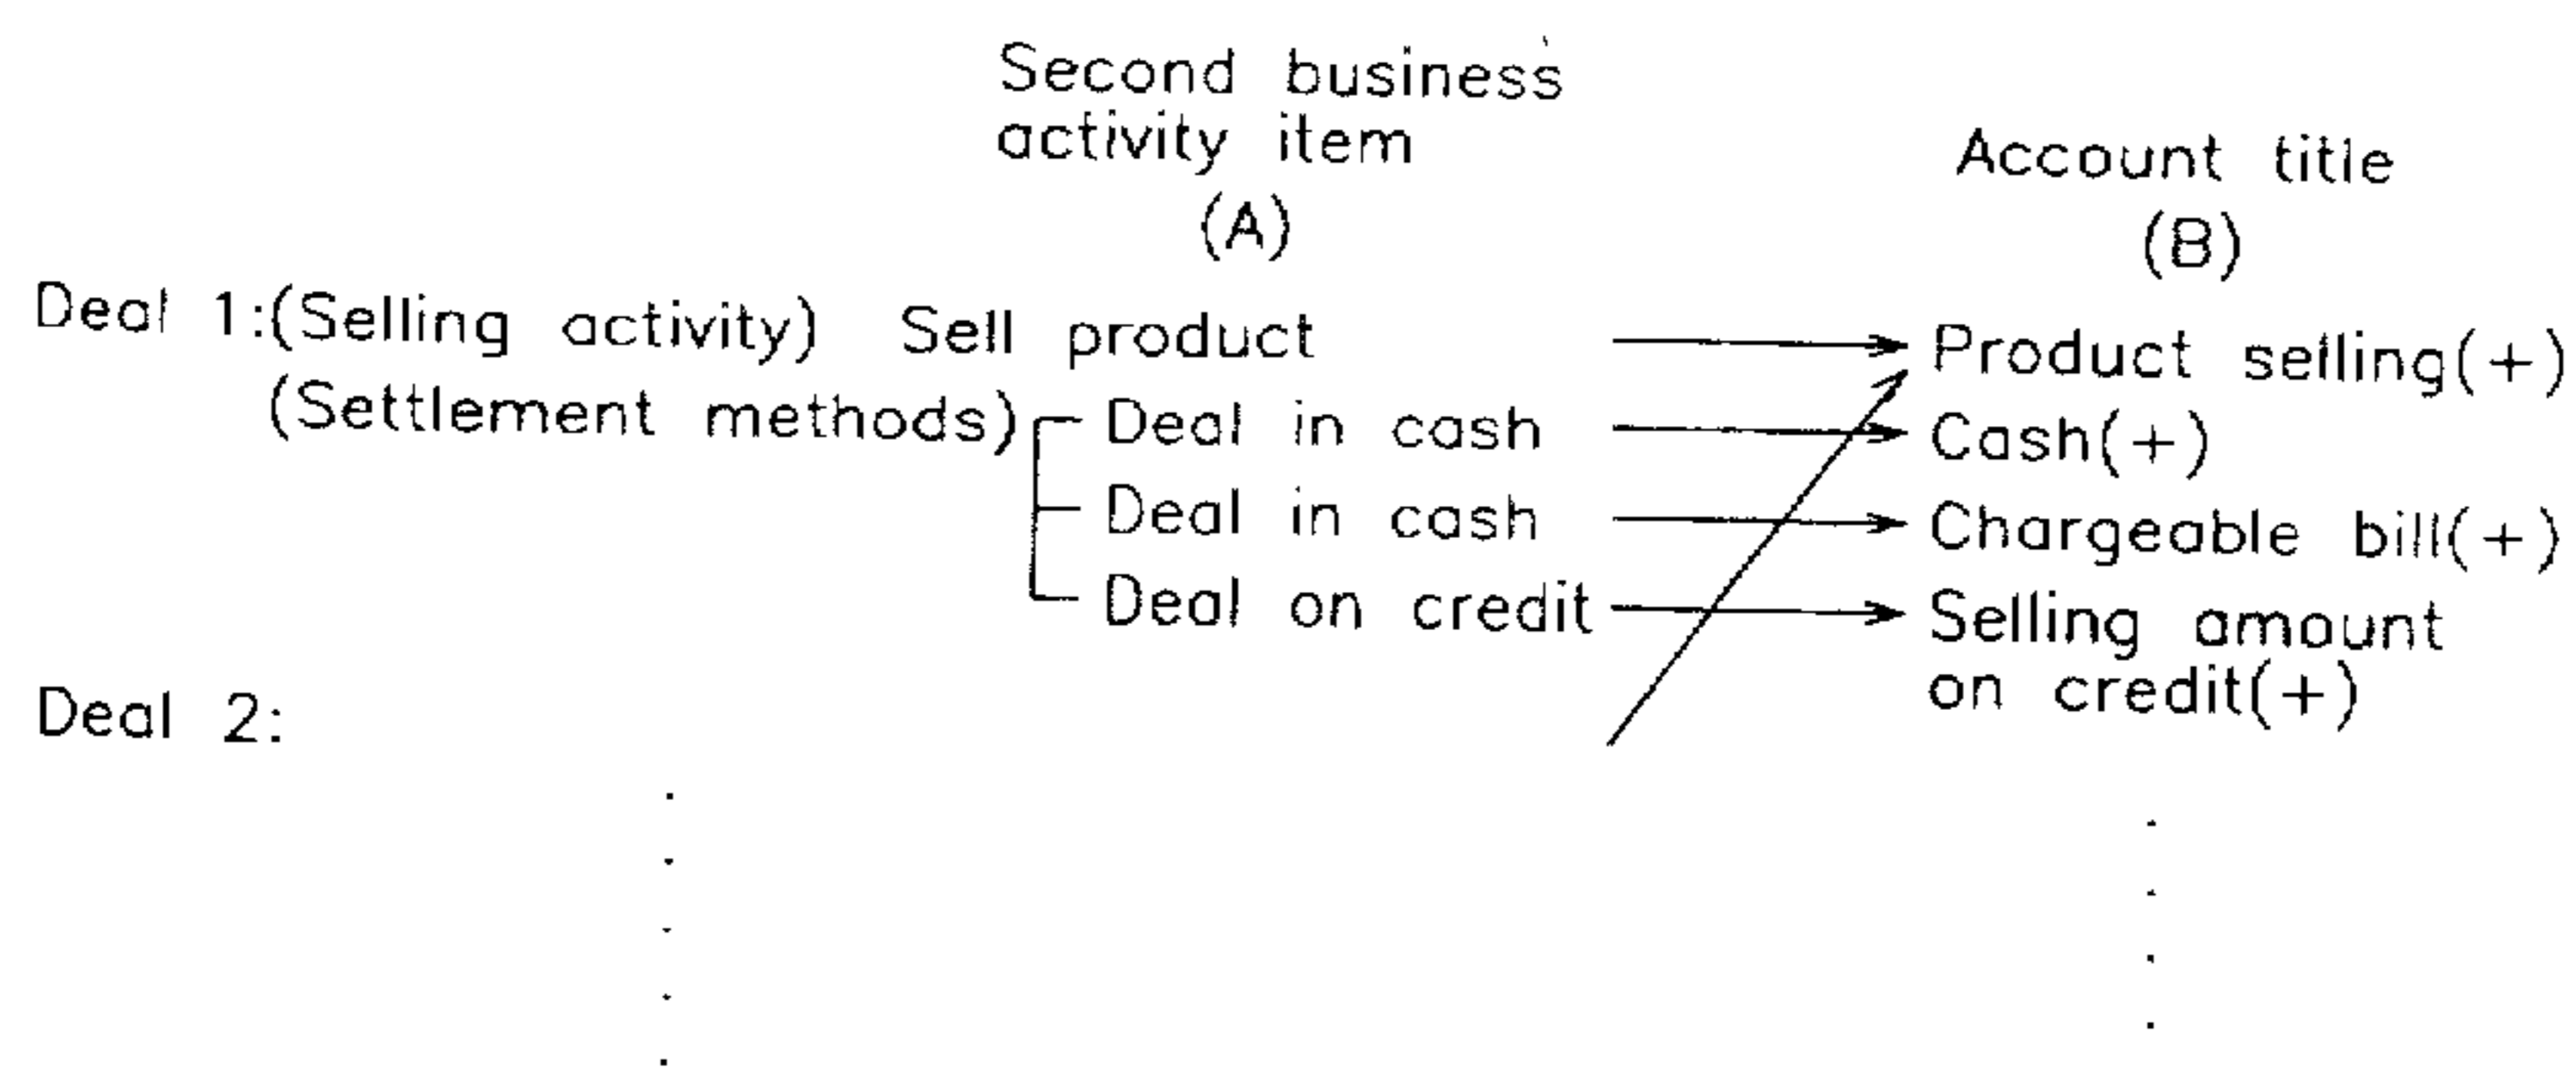 Second business
activity item
(A)
Account title
(B)
Deal 1:(Selling activity) Sell product
Product selling(+)
(Settlement methods)
Deal in cash
Cash(+)
Deal in cash
Chargeable bill(+)
Deal on credit
Selling amount
on credit(+)
Deal 2: